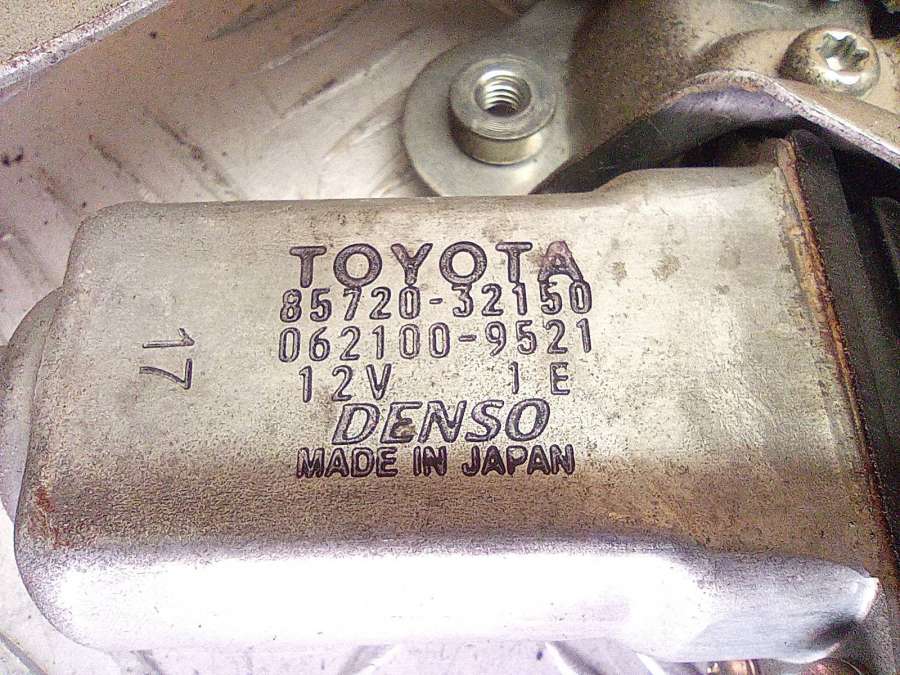 TOYOTA
85720-32150
062100-9521
12V 1E
DENSO
MADE IN JAPAN
17